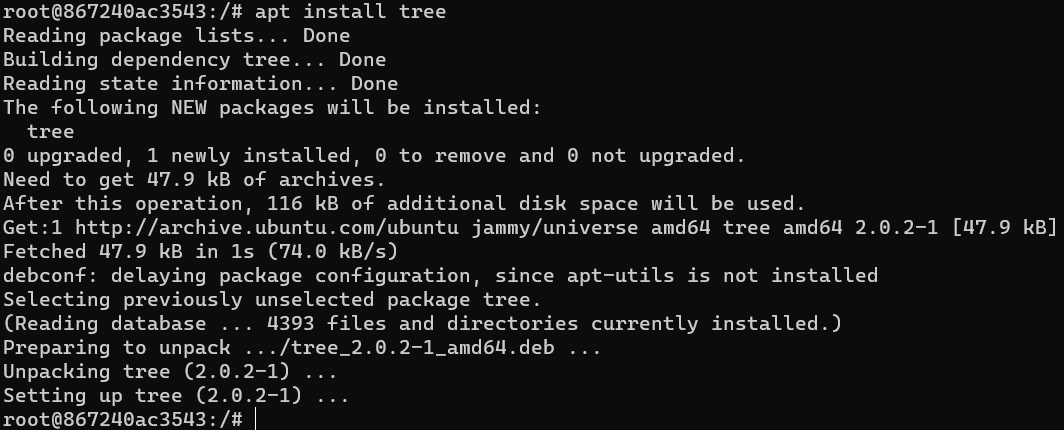 root@867240ac3543:/# apt install tree
Reading package lists... Done
Building dependency tree... Done
Reading state information... Done
The following NEW packages will be installed:
  tree
0 upgraded, 1 newly installed, 0 to remove and 0 not upgraded.
Need to get 47.9 kB of archives.
After this operation, 116 kB of additional disk space will be used.
Get:1 http://archive.ubuntu.com/ubuntu jammy/universe amd64 tree amd64 2.0.2-1 [47.9 kB]
Fetched 47.9 kB in 1s (74.0 kB/s)
debconf: delaying package configuration, since apt-utils is not installed
Selecting previously unselected package tree.
(Reading database ... 4393 files and directories currently installed.)
Preparing to unpack .../tree_2.0.2-1_amd64.deb ...
Unpacking tree (2.0.2-1) ...
Setting up tree (2.0.2-1) ...
root@867240ac3543:/#